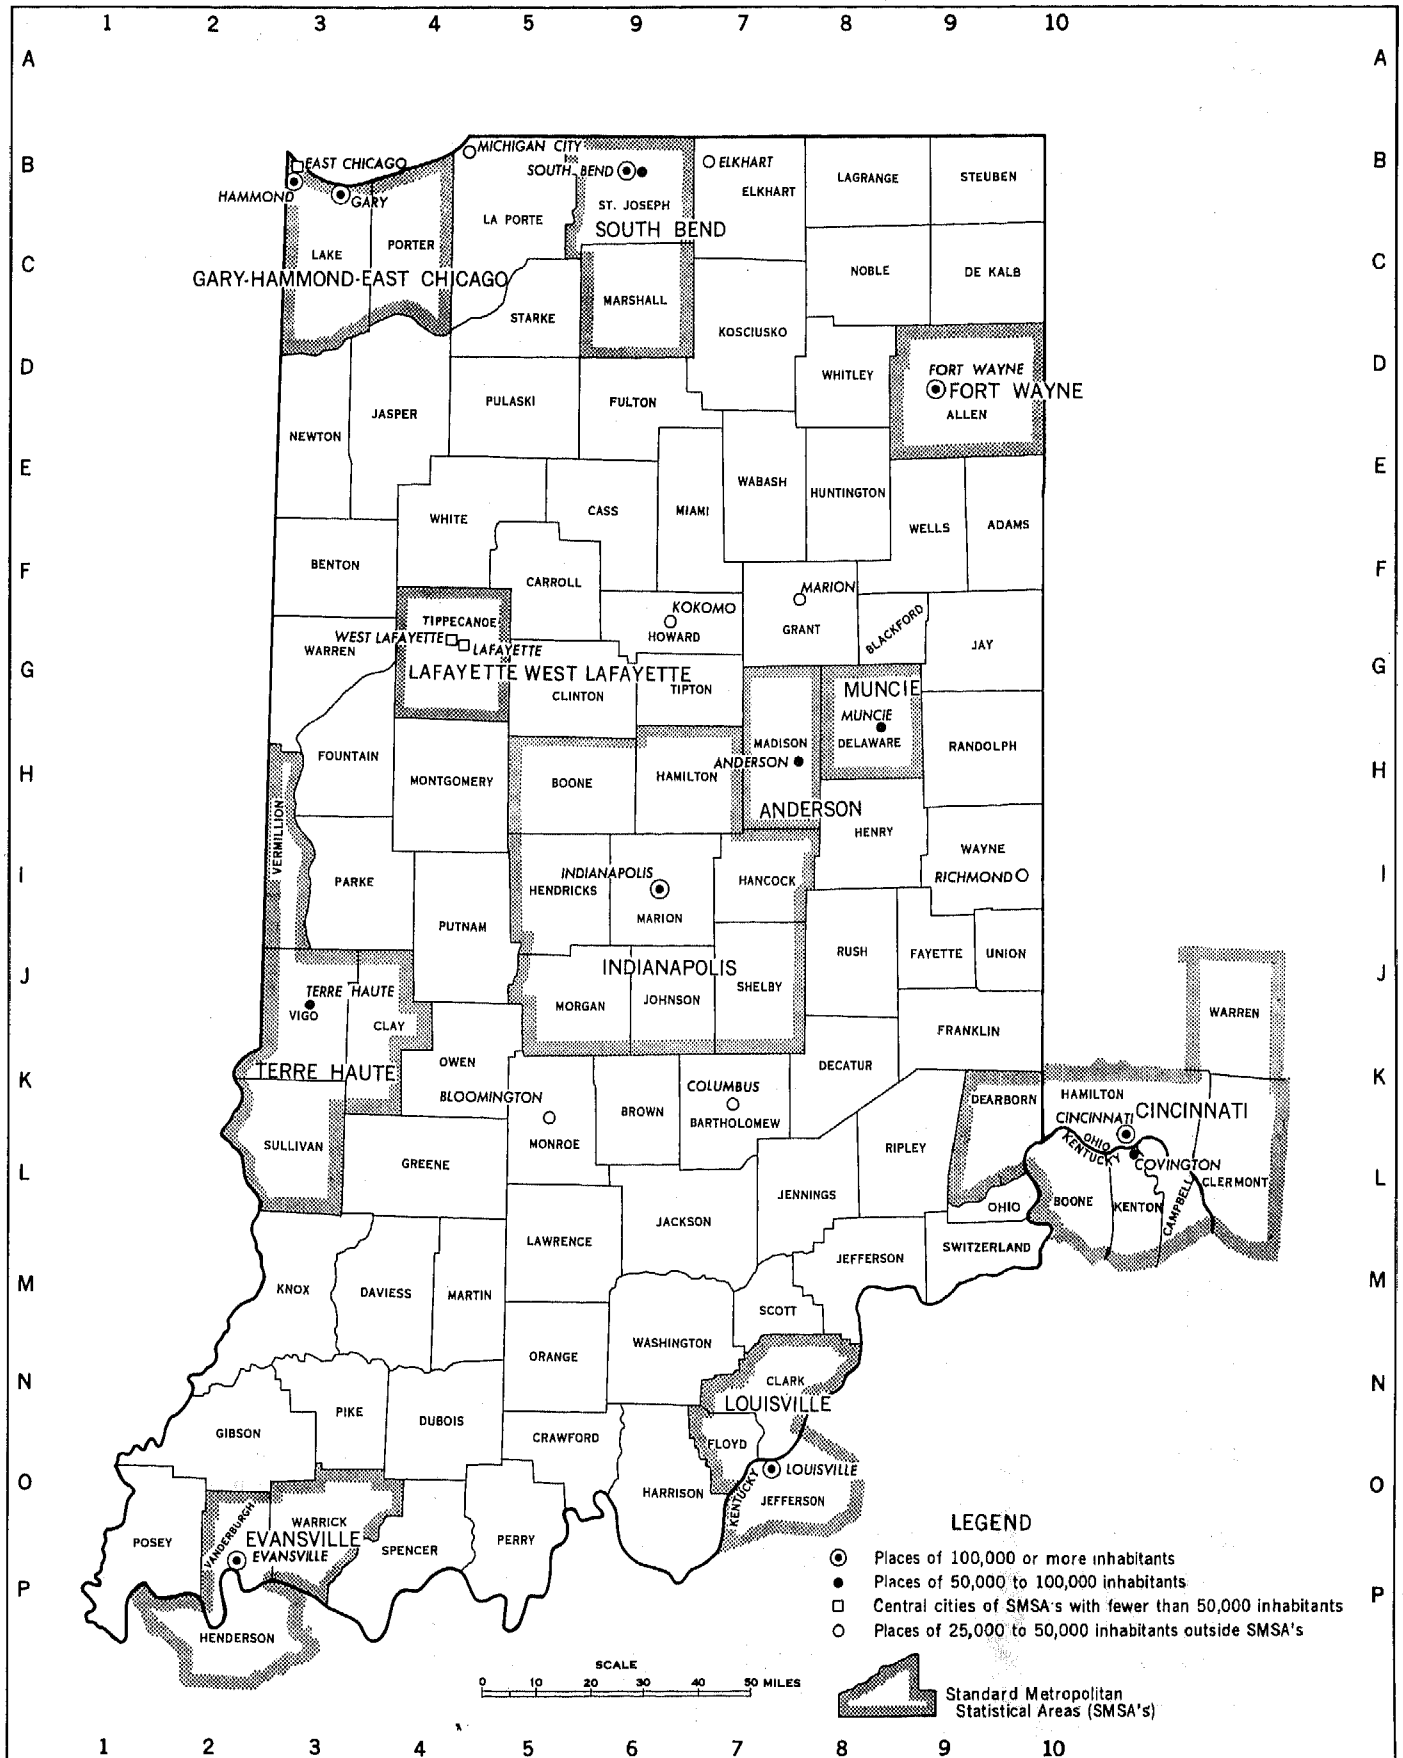 1 2 3 4 5 6 7 8 9 10
A A
B B
MICHIGAN CITY
EAST CHICAGO
SOUTH BEND
ELKHART
HAMMOND
GARY
ELKHART
LAGRANGE
STEUBEN
ST. JOSEPH
LA PORTE
SOUTH BEND
LAKE
PORTER
C C
GARY-HAMMOND-EAST CHICAGO
NOBLE
DE KALB
MARSHALL
STARKE
KOSCIUSKO
D D
WHITLEY
FORT WAYNE
FORT WAYNE
ALLEN
PULASKI
FULTON
JASPER
NEWTON
E E
WABASH
HUNTINGTON
WHITE
CASS
MIAMI
WELLS
ADAMS
F F
BENTON
CARROLL
MARION
KOKOMO
HOWARD
GRANT
BLACKFORD
JAY
TIPPECANOE
WEST LAFAYETTE
LAFAYETTE
WARREN
G G
LAFAYETTE WEST LAFAYETTE
CLINTON
TIPTON
MUNCIE
MUNCIE
DELAWARE
MADISON
ANDERSON
RANDOLPH
FOUNTAIN
H H
MONTGOMERY
BOONE
HAMILTON
ANDERSON
HENRY
VERMILLION
WAYNE
RICHMOND
I I
PARKE
INDIANAPOLIS
HENDRICKS
MARION
HANCOCK
PUTNAM
RUSH
FAYETTE
UNION
J J
INDIANAPOLIS
TERRE HAUTE
VIGO
CLAY
MORGAN
JOHNSON
SHELBY
WARREN
FRANKLIN
OWEN
DECATUR
K K
TERRE HAUTE
BLOOMINGTON
COLUMBUS
BROWN
BARTHOLOMEW
DEARBORN
HAMILTON
CINCINNATI
CINCINNATI
OHIO
KENTUCKY
COVINGTON
SULLIVAN
MONROE
RIPLEY
GREENE
L L
JENNINGS
OHIO
BOONE
KENTON
CAMPBELL
CLERMONT
JACKSON
LAWRENCE
JEFFERSON
SWITZERLAND
M M
KNOX
DAVIESS
MARTIN
SCOTT
WASHINGTON
ORANGE
N N
CLARK
LOUISVILLE
PIKE
DUBOIS
GIBSON
CRAWFORD
FLOYD
LOUISVILLE
O O
HARRISON
KENTUCKY
JEFFERSON
POSEY
VANDERBURGH
WARRICK
EVANSVILLE
EVANSVILLE
SPENCER
PERRY
P P
HENDERSON
LEGEND
Places of 100,000 or more inhabitants
Places of 50,000 to 100,000 inhabitants
Central cities of SMSA's with fewer than 50,000 inhabitants
Places of 25,000 to 50,000 inhabitants outside SMSA's
SCALE
0 10 20 30 40 50 MILES
Standard Metropolitan
Statistical Areas (SMSA's)
1 2 3 4 5 6 7 8 9 10